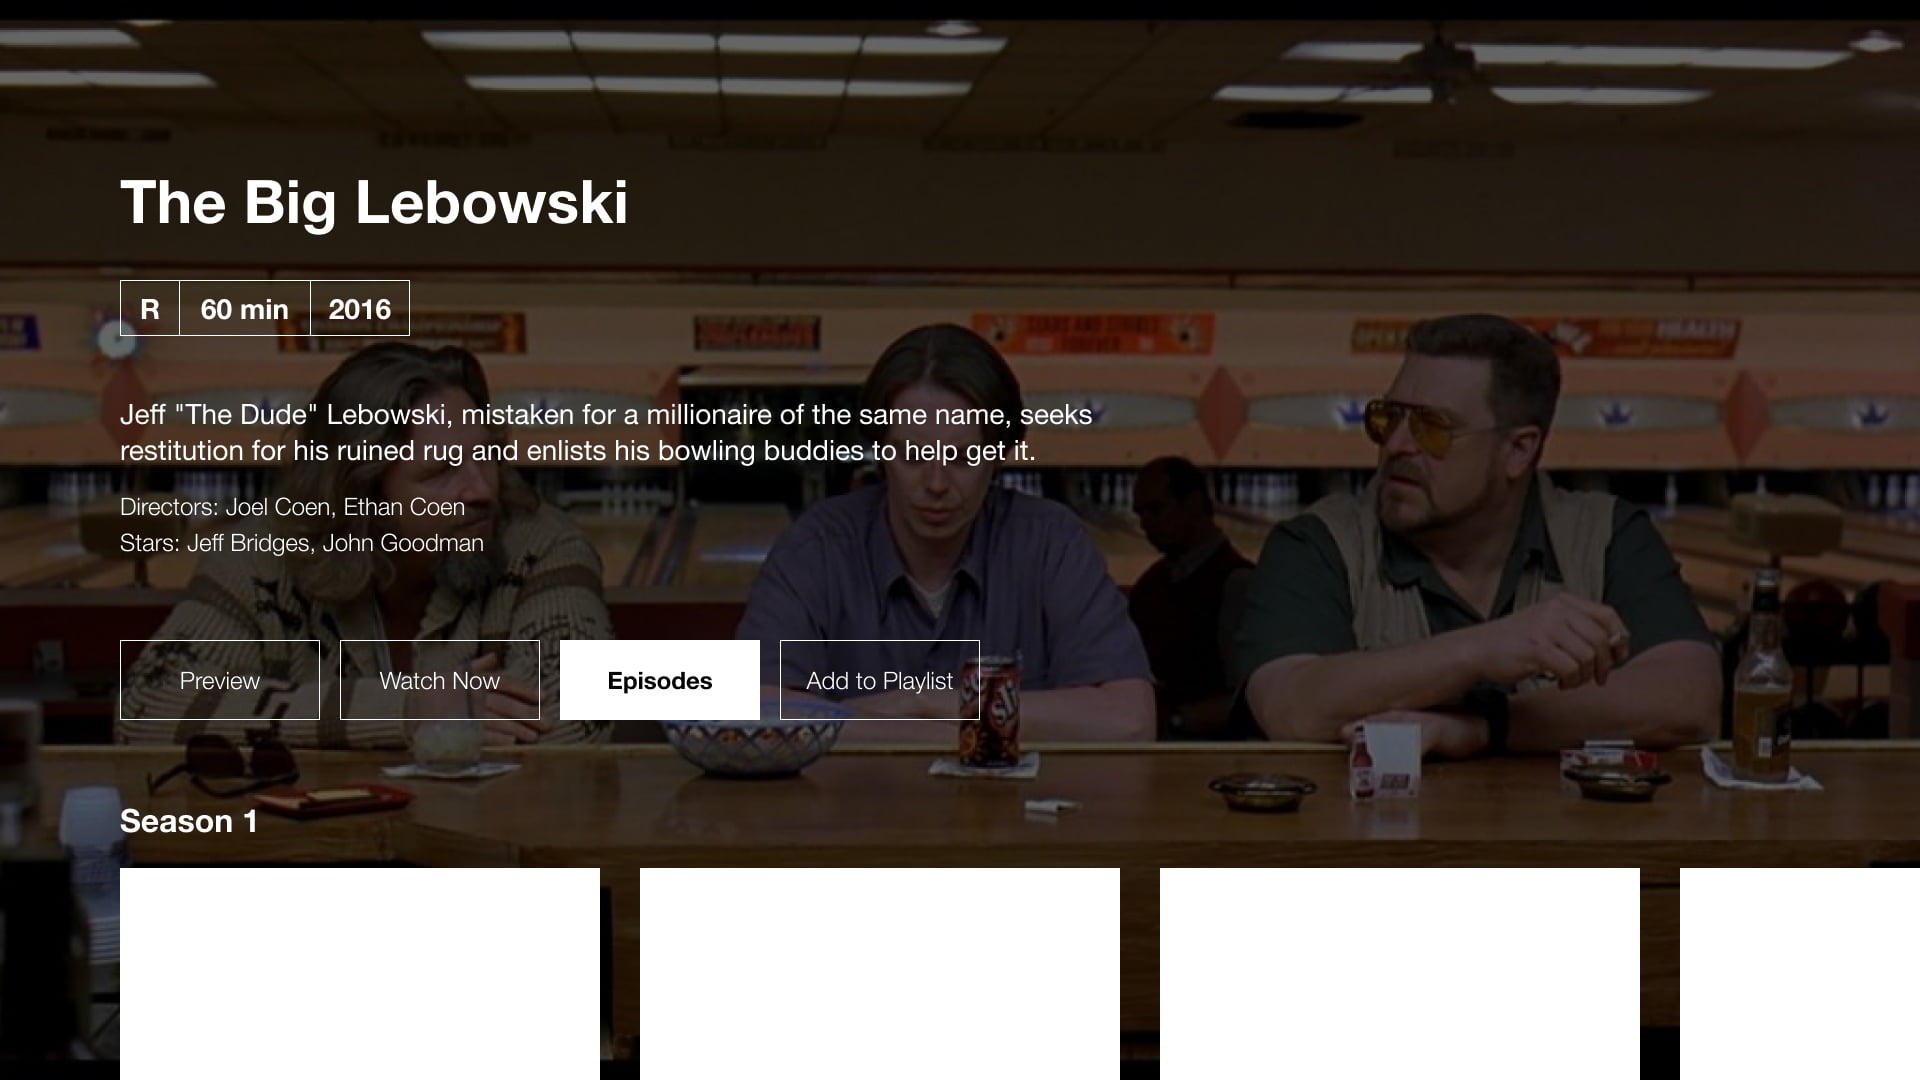 The Big Lebowski
R 60 min 2016
Jeff "The Dude" Lebowski, mistaken for a millionaire of the same name, seeks
restitution for his ruined rug and enlists his bowling buddies to help get it.
Directors: Joel Coen, Ethan Coen
Stars: Jeff Bridges, John Goodman
Preview
Watch Now
Episodes
Add to Playlist
Season 1